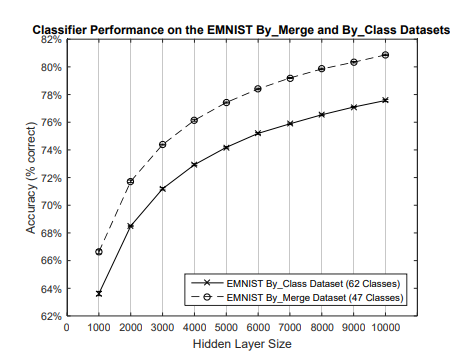 Classifier Performance on the EMNIST By_Merge and By_Class Datasets
82%
80%
78%
76%
74%
72%
70%
68%
66%
64%
62%
Accuracy (% correct)
EMNIST By_Class Dataset (62 Classes)
EMNIST By_Merge Dataset (47 Classes)
0 1000 2000 3000 4000 5000 6000 7000 8000 9000 10000
Hidden Layer Size